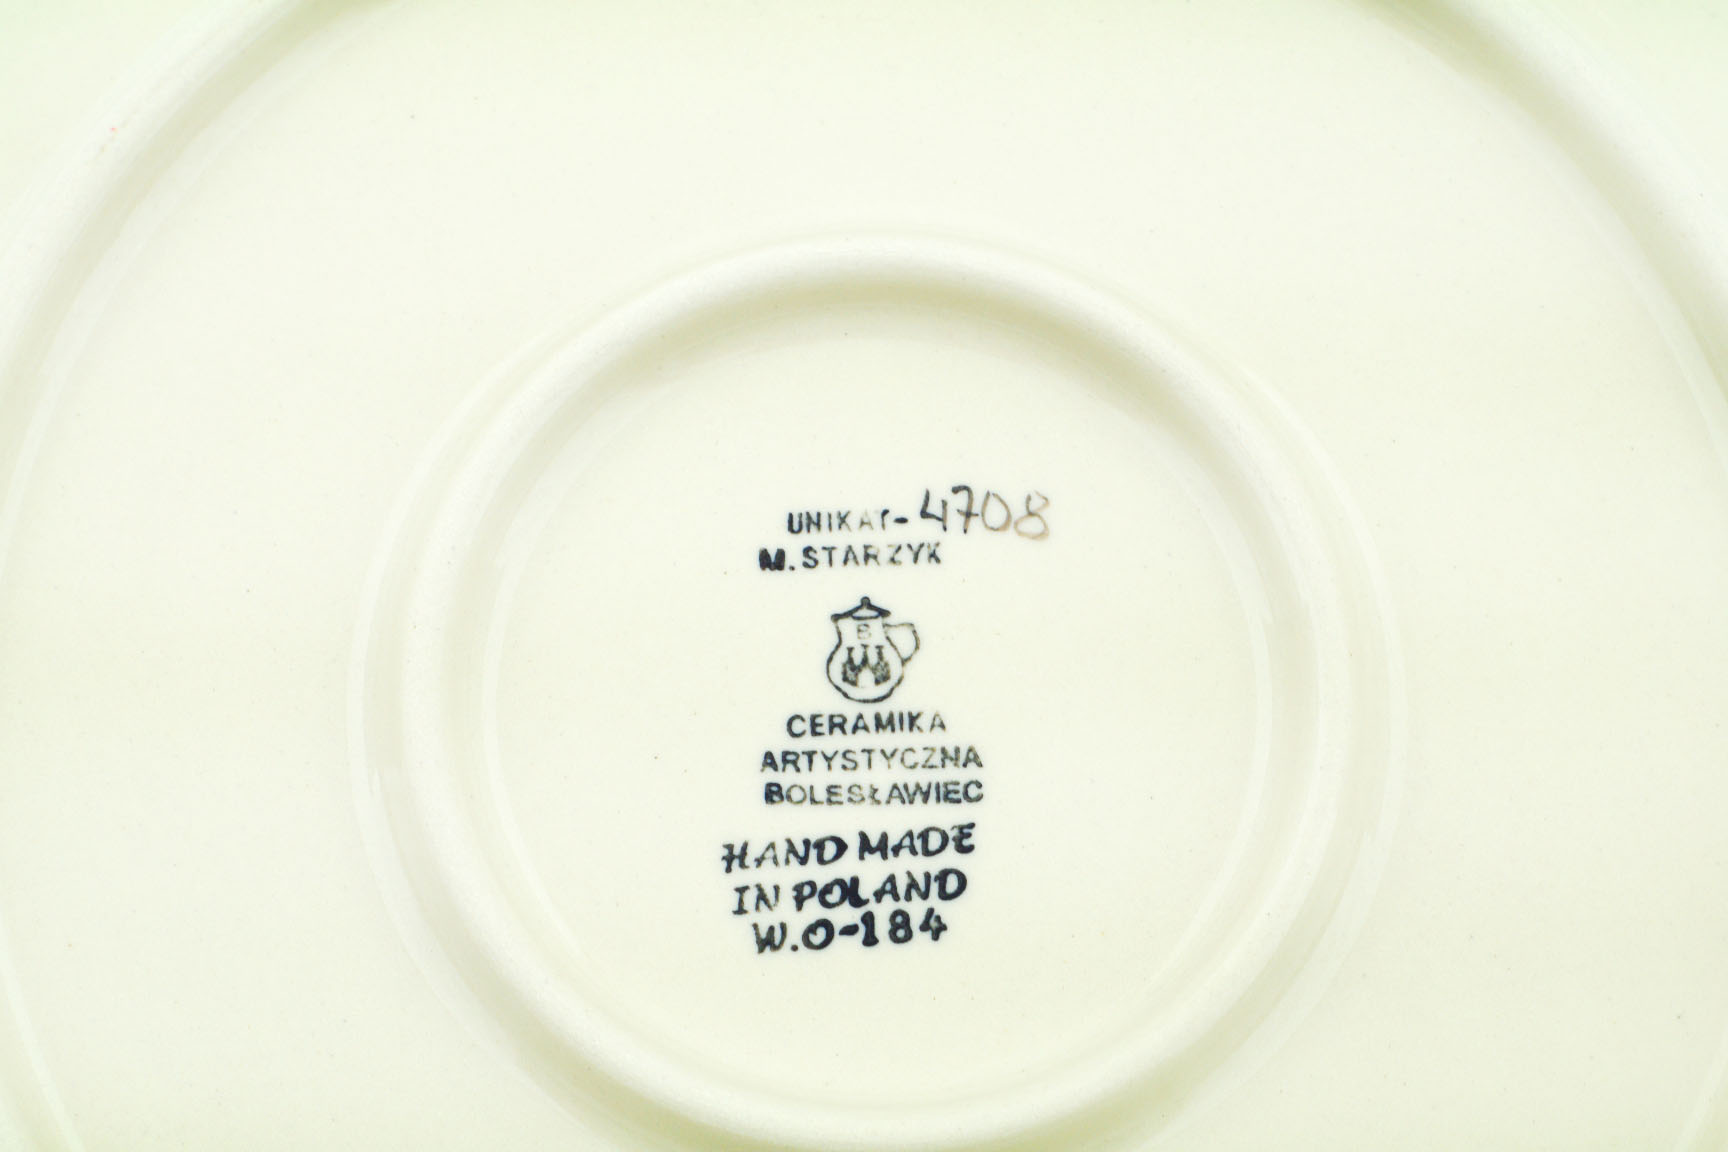 UNIKAT-4708
M.STARZYK
B
CERAMIKA
ARTYSTYCZNA
BOLESŁAWIEC
HAND MADE
IN POLAND
W.O-184